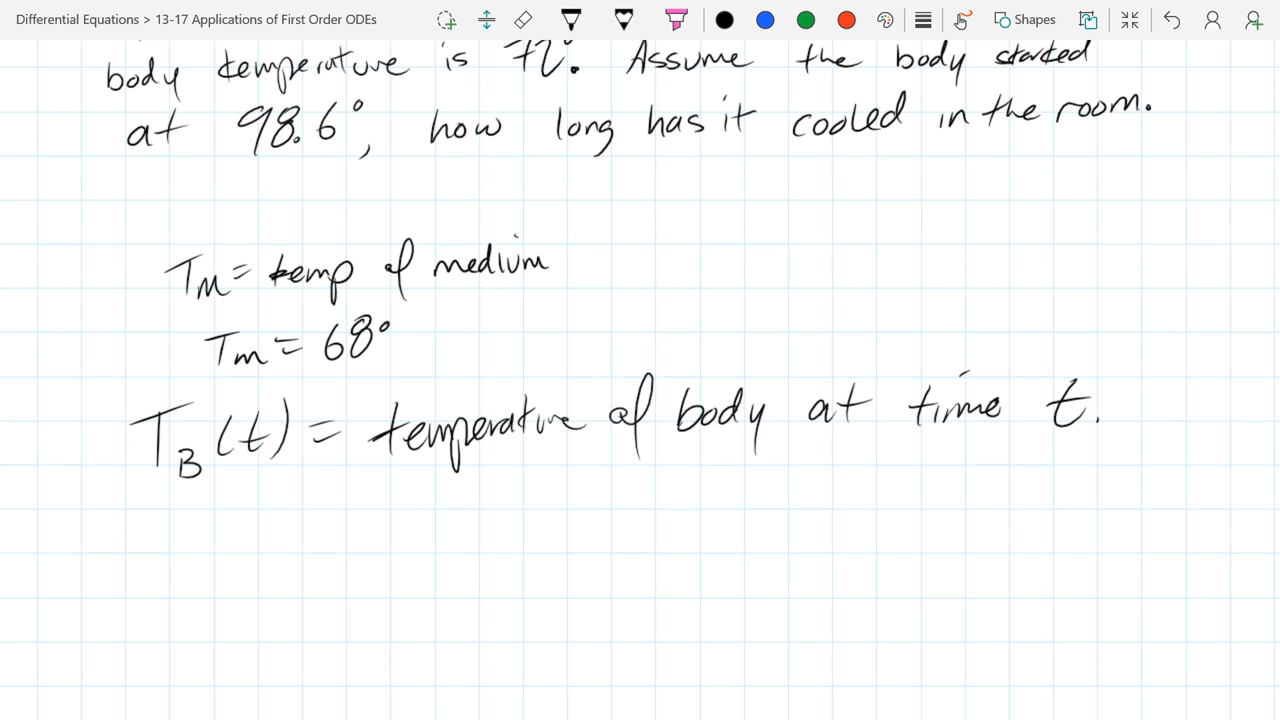 Differential Equations > 13-17 Applications of First Order ODEs
Shapes
body temperature is 72°. Assume the body started
at 98.6°, how long has it cooled in the room.
TM = temp of medium
Tm = 68°
TB(t) = temperature of body at time t.